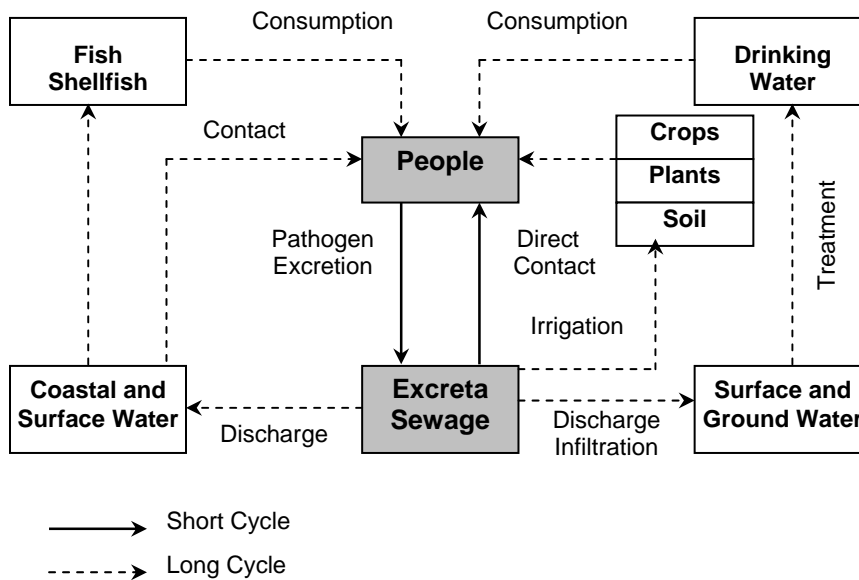 Consumption
Consumption
Fish
Shellfish
Drinking
Water
Contact
Crops
People
Plants
Soil
Pathogen
Excretion
Direct
Contact
Treatment
Irrigation
Coastal and
Surface Water
Excreta
Sewage
Surface and
Ground Water
Discharge
Discharge
Infiltration
Short Cycle
Long Cycle